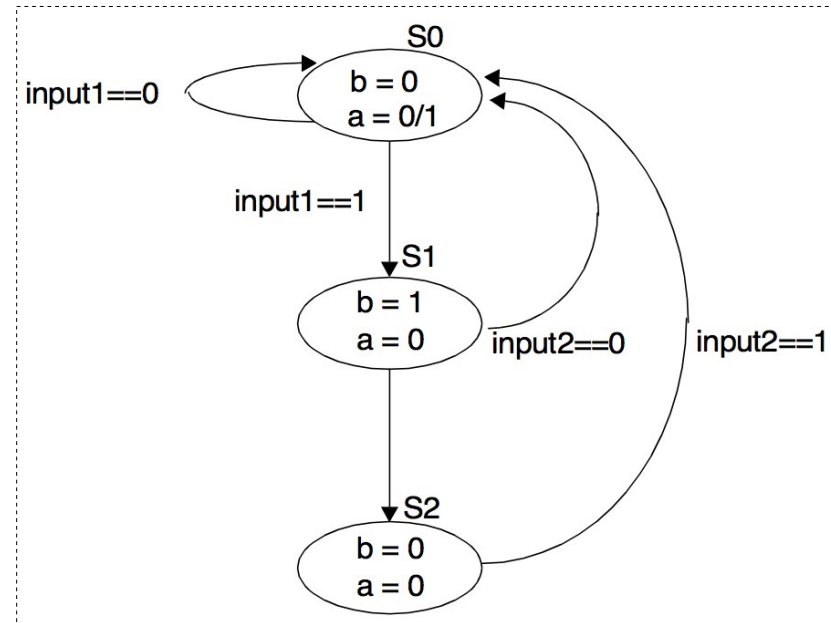 S0
b = 0
a = 0/1
input1==0
input1==1
S1
b = 1
a = 0
input2==0
input2==1
S2
b = 0
a = 0